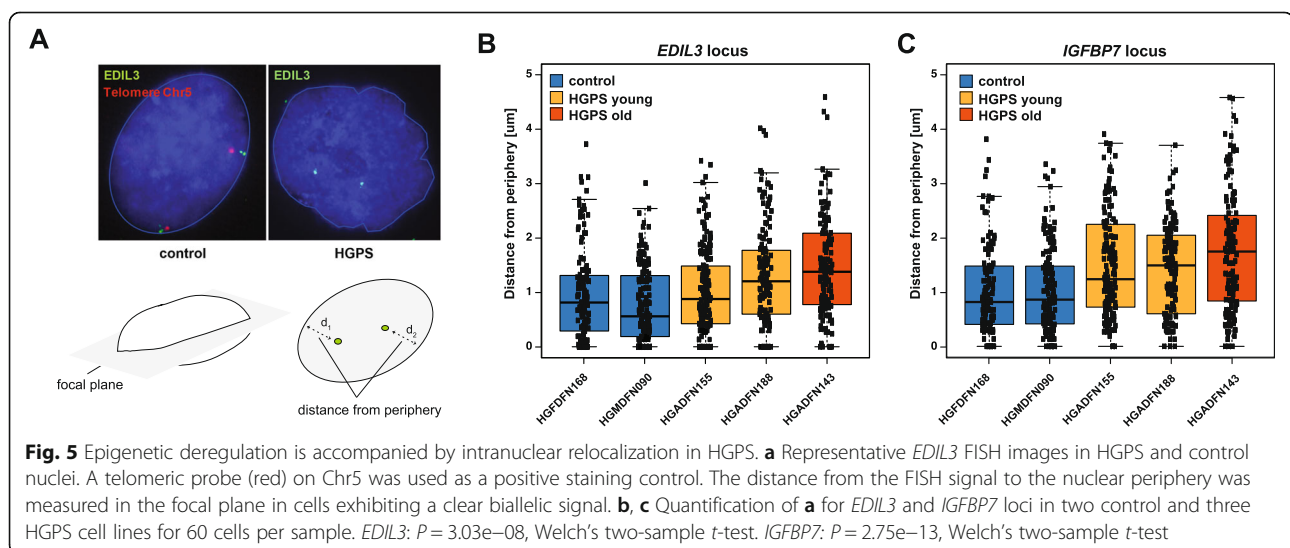 A
EDIL3
Telomere Chr5
EDIL3
control
HGPS
focal plane
d1
d2
distance from periphery
B
EDIL3 locus
control
HGPS young
HGPS old
Distance from periphery [um]
5
4
3
2
1
0
HGFDFN168
HGMDFN090
HGADFN155
HGADFN188
HGADFN143
C
IGFBP7 locus
control
HGPS young
HGPS old
Distance from periphery [um]
5
4
3
2
1
0
HGFDFN168
HGMDFN090
HGADFN155
HGADFN188
HGADFN143
Fig. 5 Epigenetic deregulation is accompanied by intranuclear relocalization in HGPS. a Representative EDIL3 FISH images in HGPS and control
nuclei. A telomeric probe (red) on Chr5 was used as a positive staining control. The distance from the FISH signal to the nuclear periphery was
measured in the focal plane in cells exhibiting a clear biallelic signal. b, c Quantification of a for EDIL3 and IGFBP7 loci in two control and three
HGPS cell lines for 60 cells per sample. EDIL3: P = 3.03e−08, Welch's two-sample t-test. IGFBP7: P = 2.75e−13, Welch's two-sample t-test